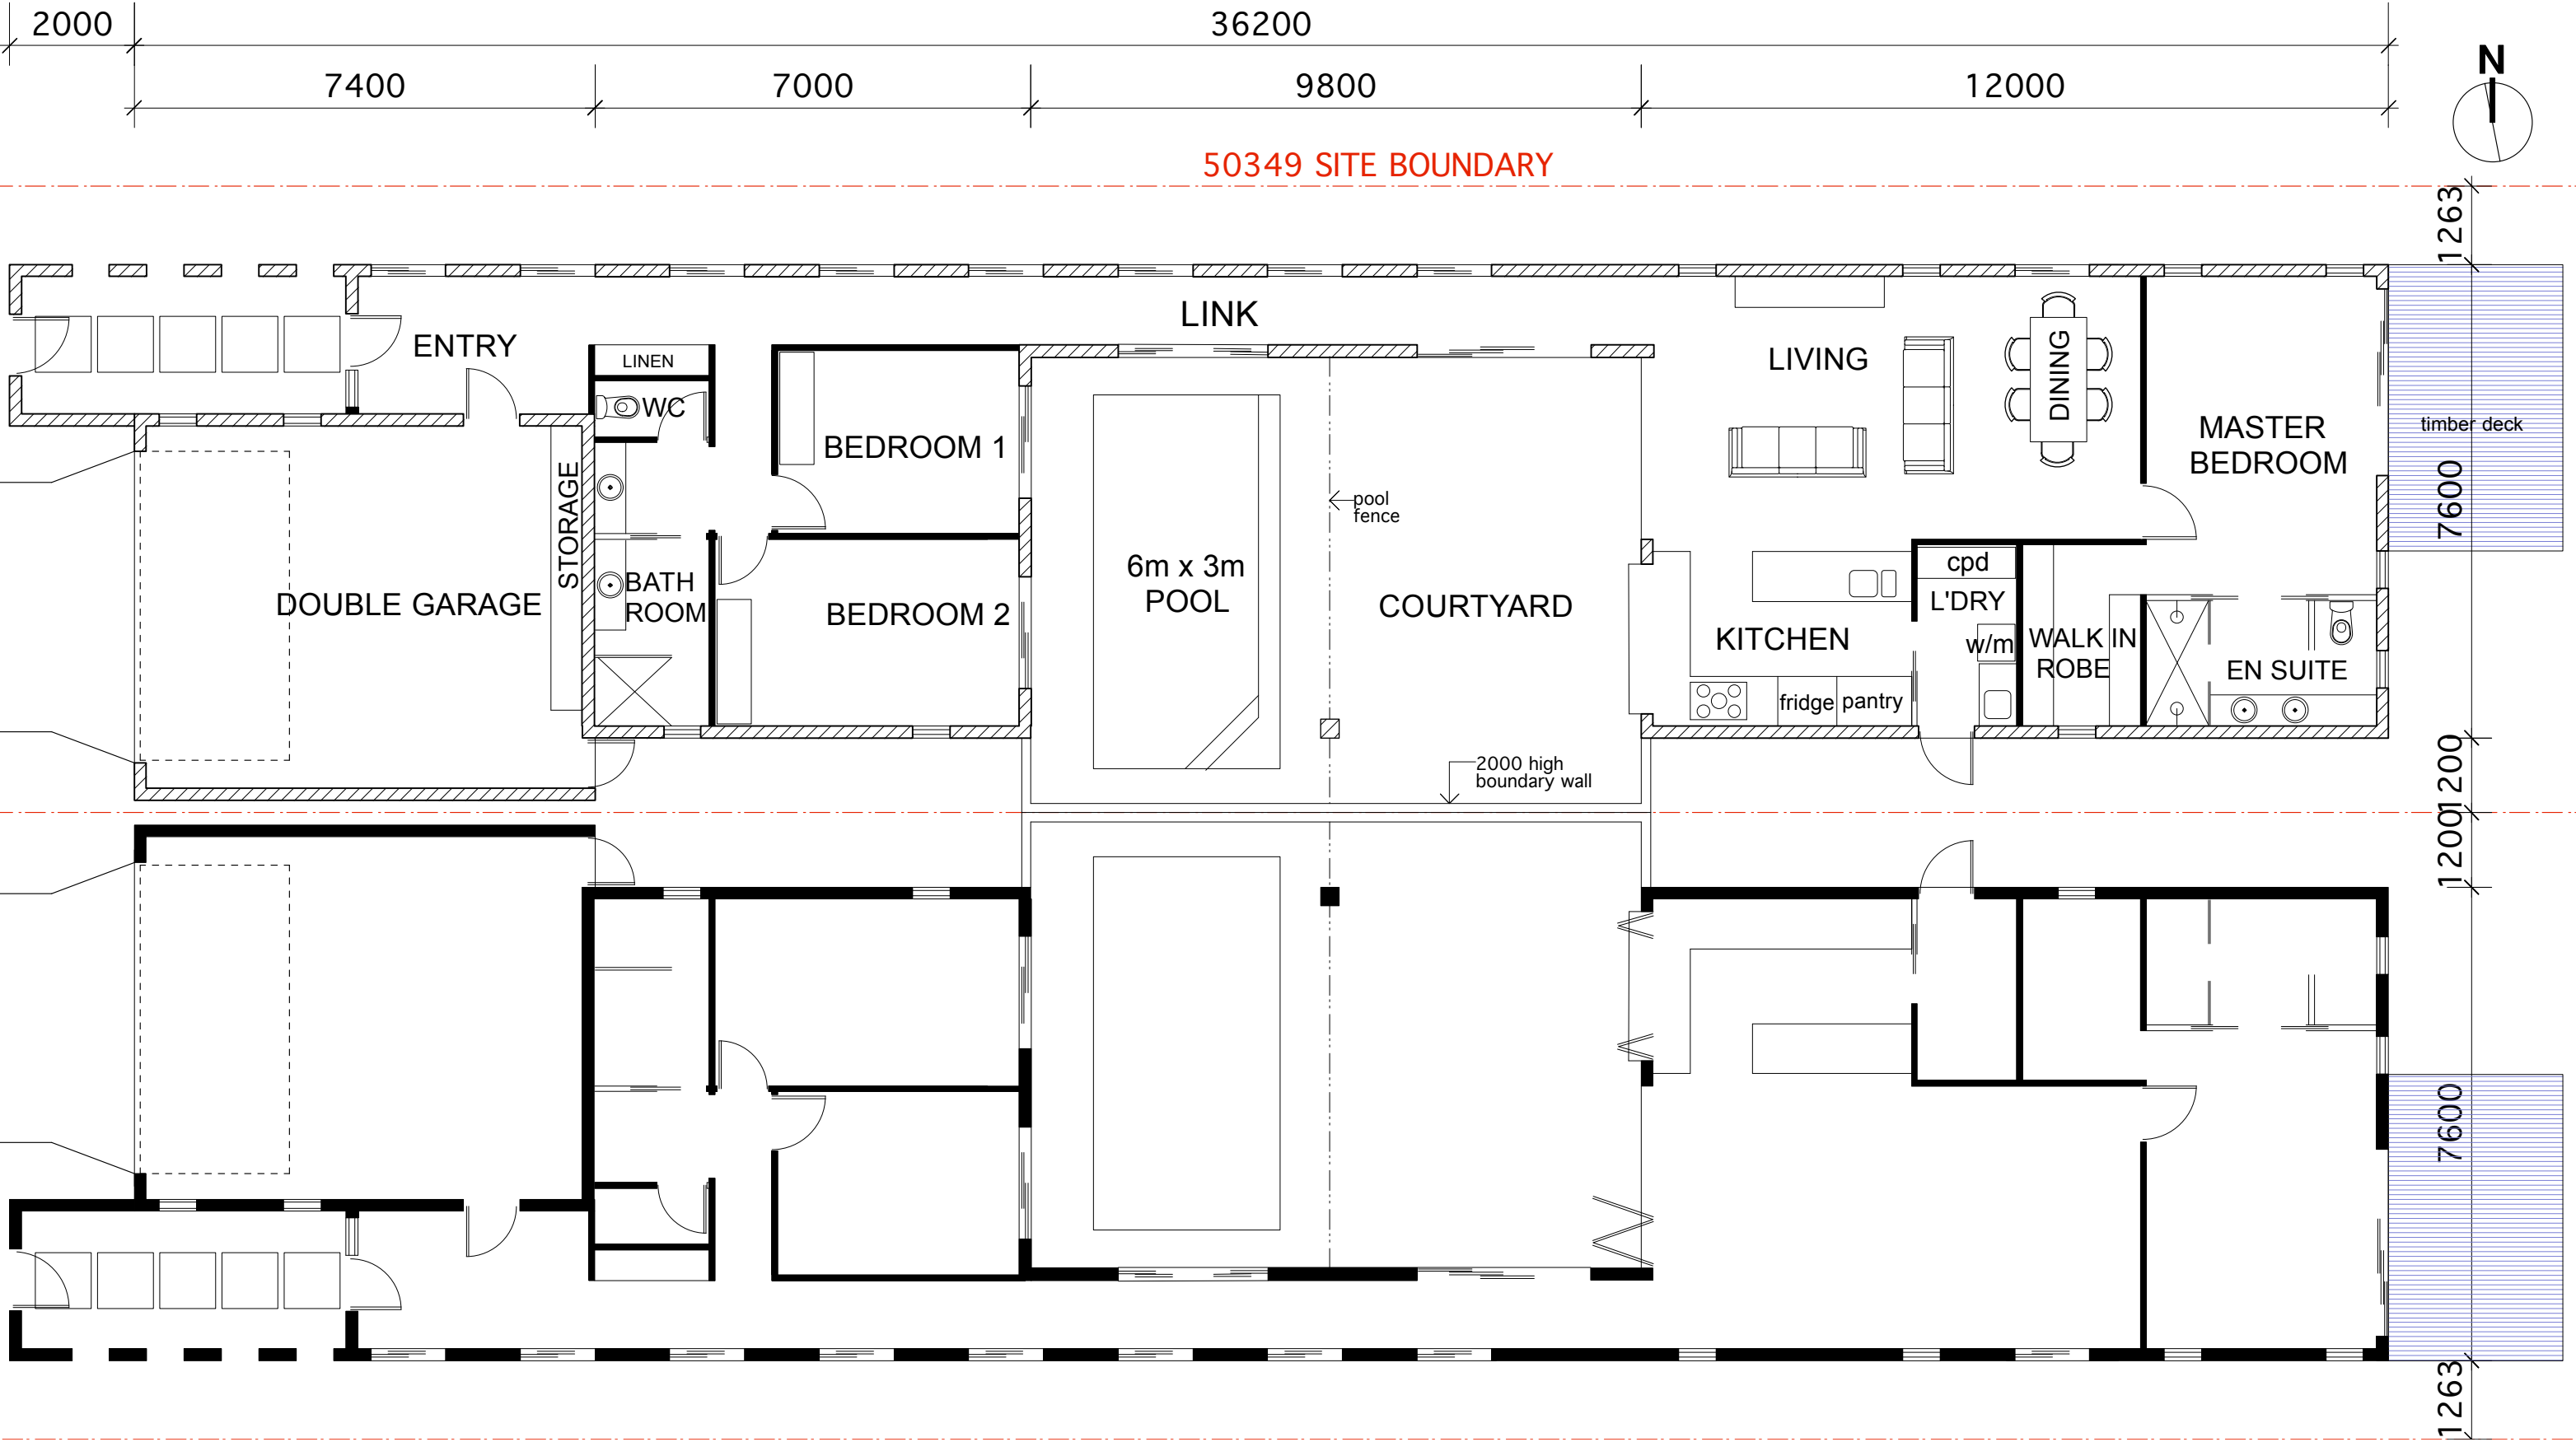 2000
36200
7400
7000
9800
12000
N
50349 SITE BOUNDARY
1263
LINK
ENTRY
LINEN
WC
BEDROOM 1
LIVING
DINING
MASTER
BEDROOM
timber deck
7600
STORAGE
pool
fence
DOUBLE GARAGE
BATH
ROOM
BEDROOM 2
6m x 3m
POOL
COURTYARD
cpd
L'DRY
KITCHEN
w/m
WALK IN
ROBE
EN SUITE
fridge
pantry
2000 high
boundary wall
1200
1200
7600
1263